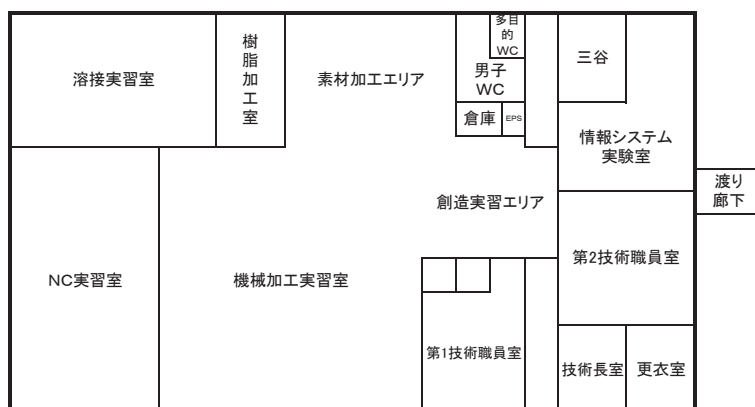 溶接実習室
樹脂加工室
素材加工エリア
多目
的
WC
男子
WC
倉庫
EPS
三谷
情報システム
実験室
渡り
廊下
創造実習エリア
NC実習室
機械加工実習室
第2技術職員室
第1技術職員室
技術長室
更衣室